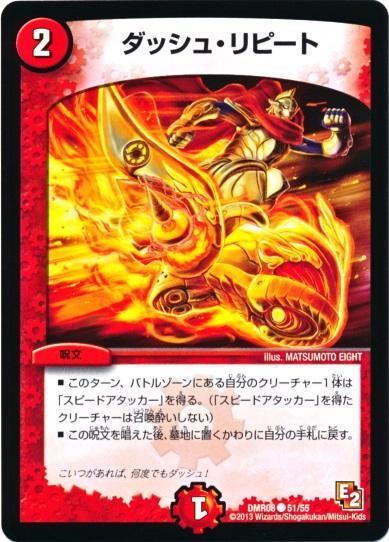 2
ダッシュ・リピート
呪文
illus. MATSUMOTO EIGHT
■ このターン、バトルゾーンにある自分のクリーチャー1体は
「スピードアタッカー」を得る。(「スピードアタッカー」を得た
クリーチャーは召喚酔いしない)
■ この呪文を唱えた後、墓地に置くかわりに自分の手札に戻す。
こいつがあれば、何度でもダッシュ!
1
DMR08 ● 51/55
©2013 Wizards/Shogakukan/Mitsui-Kids
E2